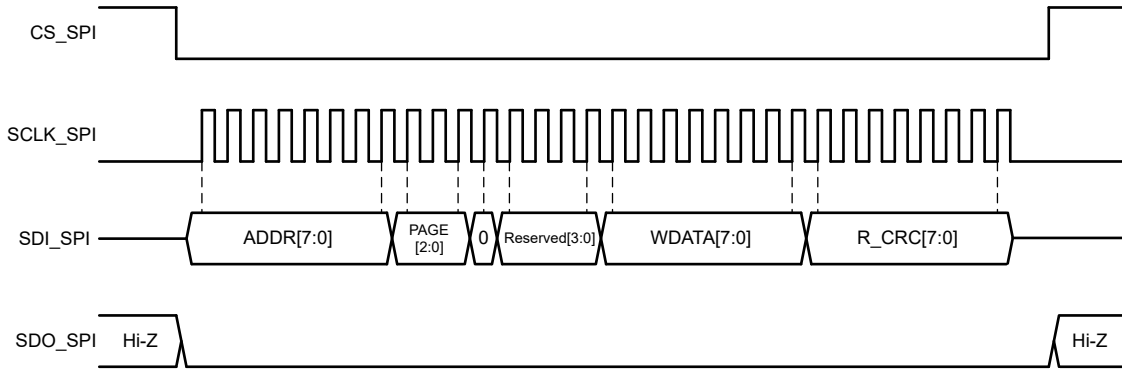 CS_SPI
SCLK_SPI
SDI_SPI
ADDR[7:0]
PAGE
[2:0]
0
Reserved[3:0]
WDATA[7:0]
R_CRC[7:0]
SDO_SPI
Hi-Z
Hi-Z